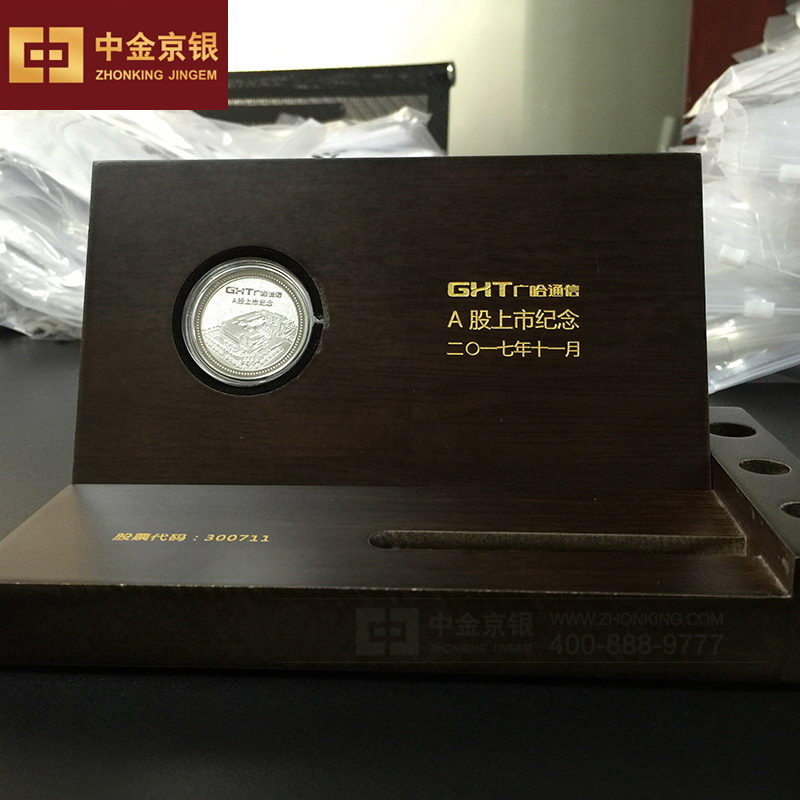 中金京银
ZHONKING JINGEM
GHT广哈通信
A股上市纪念
GHT广哈通信
A 股上市纪念
二〇一七年十一月
股票代码：300711
中金京银
ZHONKING JINGEM
WWW.ZHONKING.COM
400-888-9777